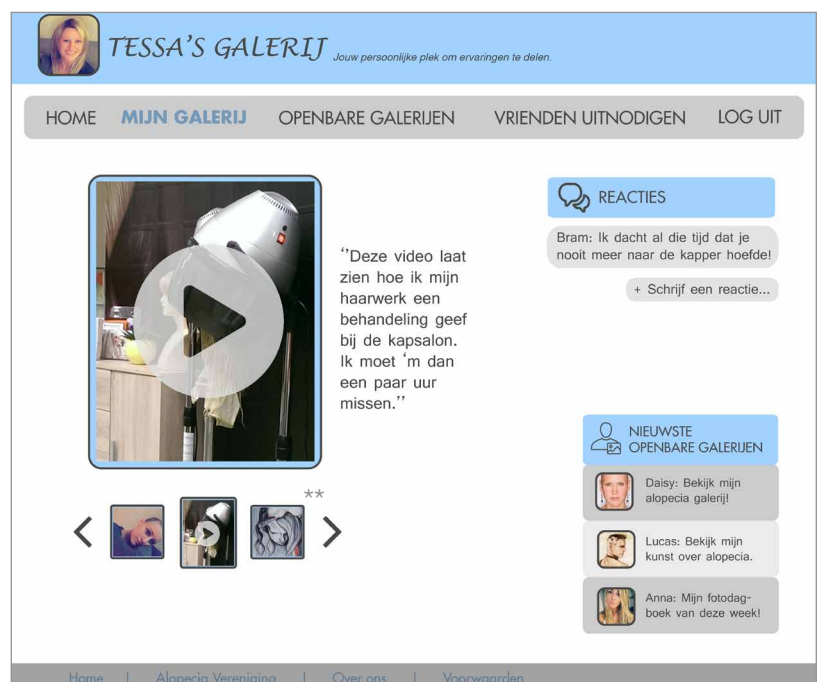 TESSA'S GALERIJ
Jouw persoonlijke plek om ervaringen te delen.
HOME MIJN GALERIJ OPENBARE GALERIJEN VRIENDEN UITNODIGEN LOG UIT
‘’Deze video laat
zien hoe ik mijn
haarwerk een
behandeling geef
bij de kapsalon.
Ik moet ‘m dan
een paar uur
missen.’’
**
REACTIES
Bram: Ik dacht al die tijd dat je
nooit meer naar de kapper hoefde!
+ Schrijf een reactie...
NIEUWSTE
OPENBARE GALERIJEN
Daisy: Bekijk mijn
alopecia galerij!
Lucas: Bekijk mijn
kunst over alopecia.
Anna: Mijn fotodag-
boek van deze week!
Home | Alopecia Vereniging | Over ons | Voorwaarden